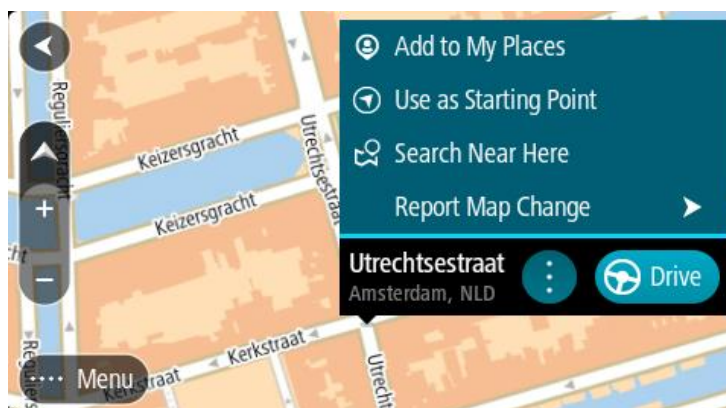 Add to My Places
Use as Starting Point
Search Near Here
Report Map Change
Utrechtsestraat
Amsterdam, NLD
Drive
Reguliersgracht
Keizersgracht
Utrechtsestraat
Keizersgracht
+
-
Menu
Kerkstraat
Kerkstraat